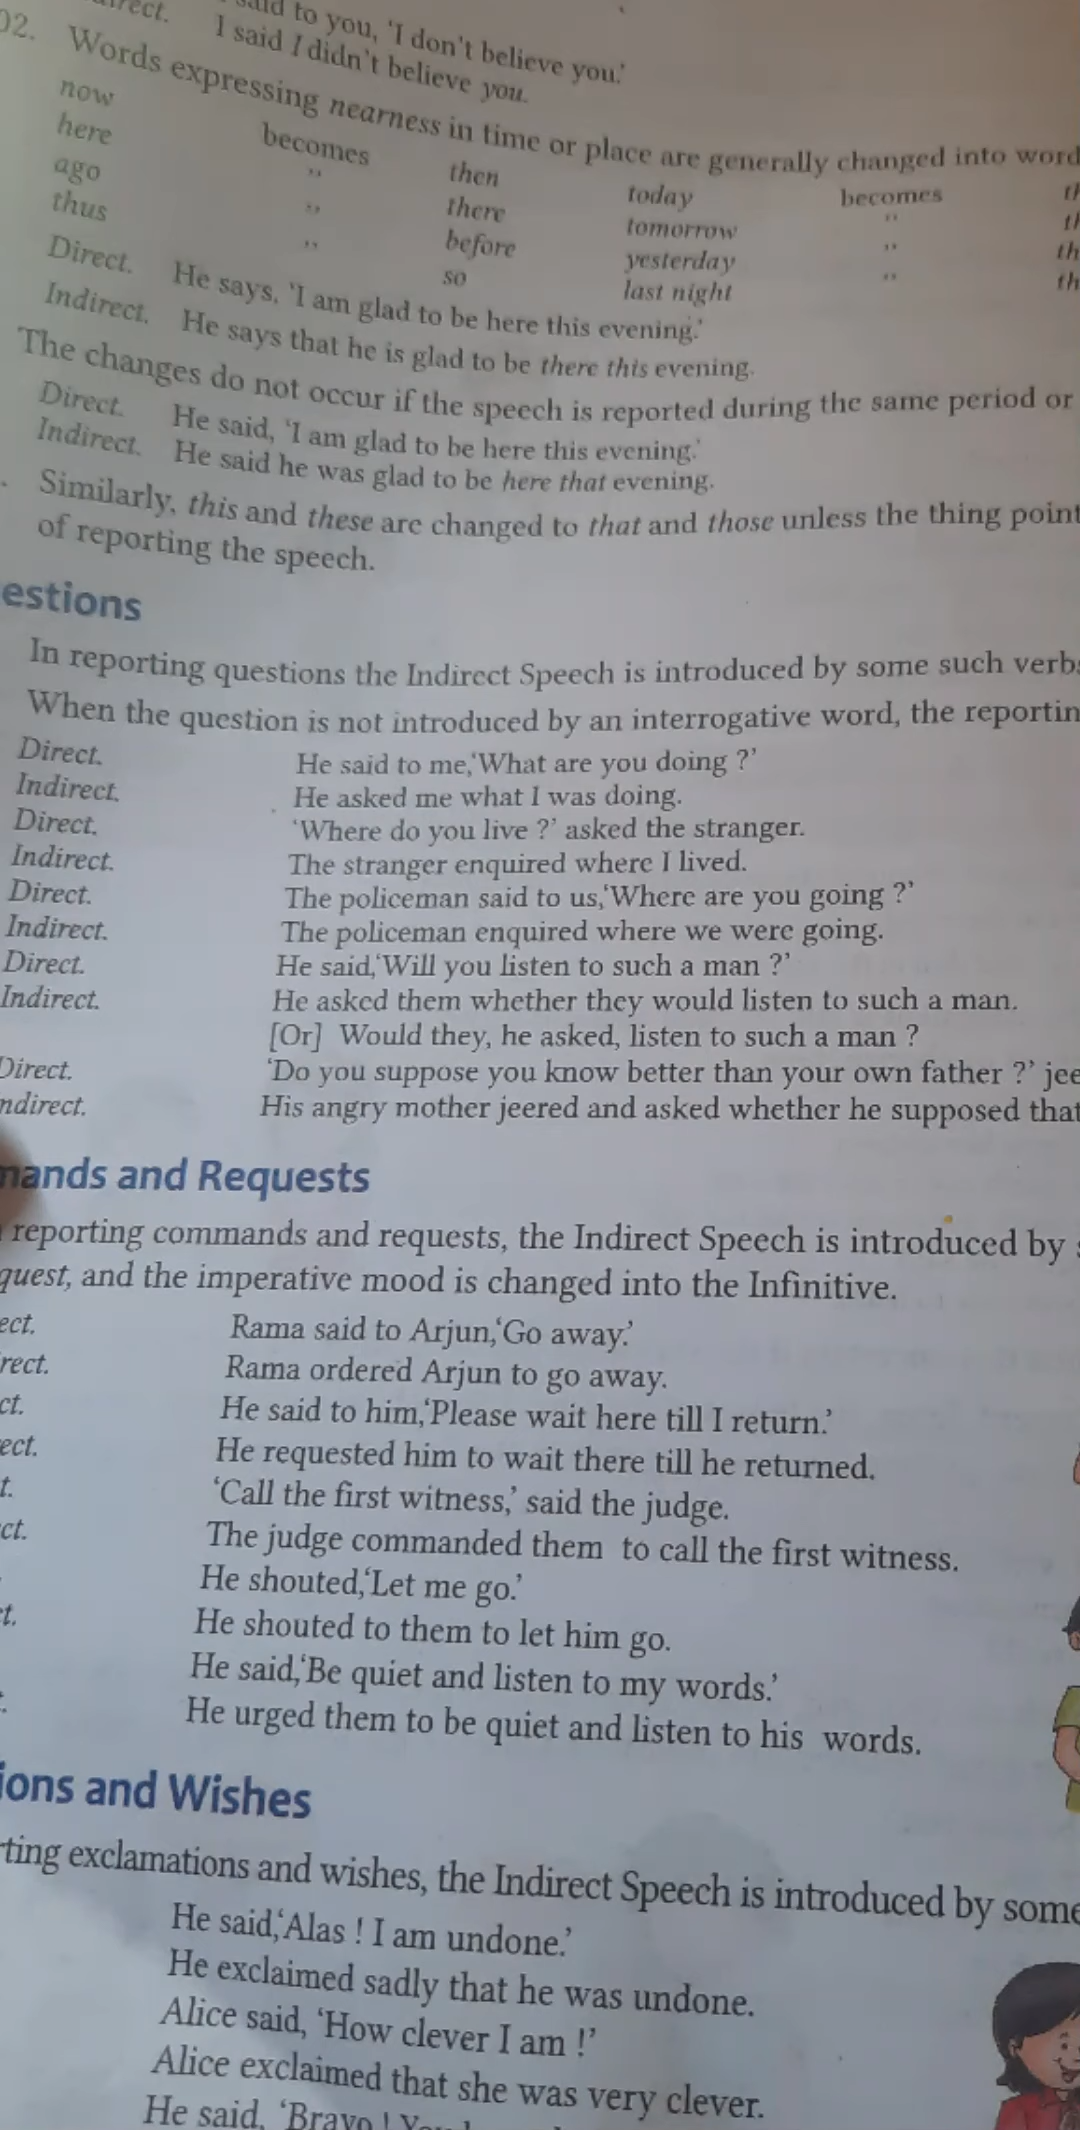 said to you, 'I don't believe you.'
I said I didn't believe you.
02. Words expressing nearness in time or place are generally changed into
now becomes then today becomes
here ,, there tomorrow ,,
ago ,, before yesterday ,,
thus ,, so last night ,,
Direct. He says, 'I am glad to be here this evening.'
Indirect. He says that he is glad to be there this evening.
The changes do not occur if the speech is reported during the same period or
Direct. He said, 'I am glad to be here this evening.'
Indirect. He said he was glad to be here that evening.
Similarly, this and these are changed to that and those unless the thing
of reporting the speech.
estions
In reporting questions the Indirect Speech is introduced by some such
When the question is not introduced by an interrogative word, the
Direct. He said to me,'What are you doing ?'
Indirect. He asked me what I was doing.
Direct. 'Where do you live ?' asked the stranger.
Indirect. The stranger enquired where I lived.
Direct. The policeman said to us,'Where are you going ?'
Indirect. The policeman enquired where we were going.
Direct. He said,'Will you listen to such a man ?'
Indirect. He asked them whether they would listen to such a man.
[Or] Would they, he asked, listen to such a man ?
Direct. 'Do you suppose you know better than your own father ?' jee
ndirect. His angry mother jeered and asked whether he supposed that
mands and Requests
reporting commands and requests, the Indirect Speech is introduced by
quest, and the imperative mood is changed into the Infinitive.
ect. Rama said to Arjun,'Go away.'
rect. Rama ordered Arjun to go away.
ct. He said to him,'Please wait here till I return.'
ect. He requested him to wait there till he returned.
t. 'Call the first witness,' said the judge.
ct. The judge commanded them to call the first witness.
He shouted,'Let me go.'
t. He shouted to them to let him go.
He said,'Be quiet and listen to my words.'
t. He urged them to be quiet and listen to his words.
ions and Wishes
rting exclamations and wishes, the Indirect Speech is introduced by some
He said,'Alas ! I am undone.'
He exclaimed sadly that he was undone.
Alice said, 'How clever I am !'
Alice exclaimed that she was very clever.
He said, 'Bravo !